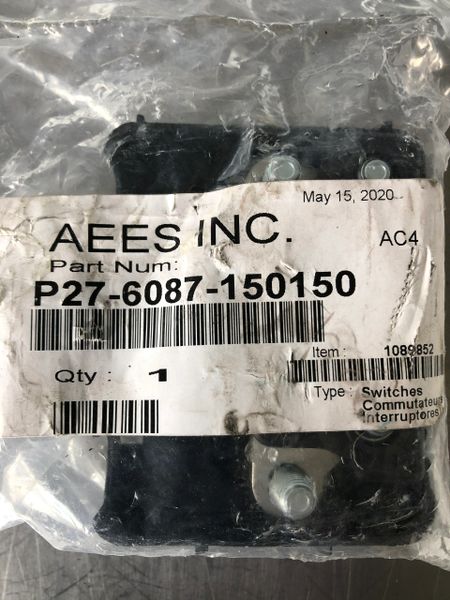 May 15, 2020
AEES INC.
AC4
Part Num:
P27-6087-150150
Item : 1089852
Qty : 1
Type : Switches
Commutateurs
Interruptores